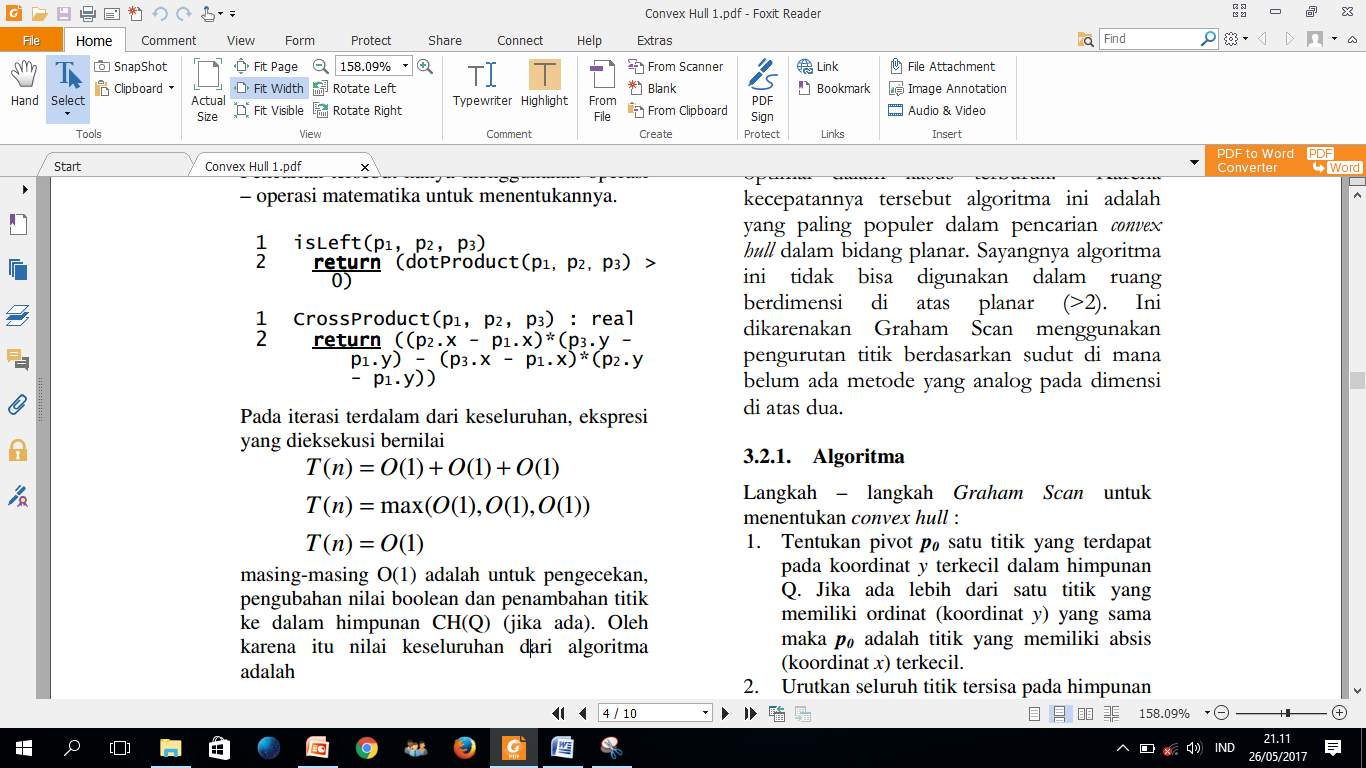 Convex Hull 1.pdf - Foxit Reader
File
Home
Comment
View
Form
Protect
Share
Connect
Help
Extras
Find
Hand
Select
SnapShot
Clipboard
Tools
Actual
Size
Fit Page
Fit Width
Fit Visible
158.09%
Rotate Left
Rotate Right
View
Typewriter
Highlight
Comment
From
File
From Scanner
Blank
From Clipboard
Create
PDF
Sign
Protect
Link
Bookmark
Links
File Attachment
Image Annotation
Audio & Video
Insert
Start
Convex Hull 1.pdf
PDF to Word
Converter
PDF
Word
– operasi matematika untuk menentukannya.
1 isLeft(p1, p2, p3)
2 return (dotProduct(p1, p2, p3) >
0)
1 CrossProduct(p1, p2, p3) : real
2 return ((p2.x – p1.x)*(p3.y –
p1.y) – (p3.x – p1.x)*(p2.y
– p1.y))
Pada iterasi terdalam dari keseluruhan, ekspresi
yang dieksekusi bernilai
T(n) = O(1) + O(1) + O(1)
T(n) = max(O(1), O(1), O(1))
T(n) = O(1)
masing-masing O(1) adalah untuk pengecekan,
pengubahan nilai boolean dan penambahan titik
ke dalam himpunan CH(Q) (jika ada). Oleh
karena itu nilai keseluruhan dari algoritma
adalah
optimal dalam kasus terburuk. Karena
kecepatannya tersebut algoritma ini adalah
yang paling populer dalam pencarian convex
hull dalam bidang planar. Sayangnya algoritma
ini tidak bisa digunakan dalam ruang
berdimensi di atas planar (>2). Ini
dikarenakan Graham Scan menggunakan
pengurutan titik berdasarkan sudut di mana
belum ada metode yang analog pada dimensi
di atas dua.
3.2.1. Algoritma
Langkah – langkah Graham Scan untuk
menentukan convex hull :
1. Tentukan pivot p0 satu titik yang terdapat
pada koordinat y terkecil dalam himpunan
Q. Jika ada lebih dari satu titik yang
memiliki ordinat (koordinat y) yang sama
maka p0 adalah titik yang memiliki absis
(koordinat x) terkecil.
2. Urutkan seluruh titik tersisa pada himpunan
4 / 10
158.09%
IND
21.11
26/05/2017